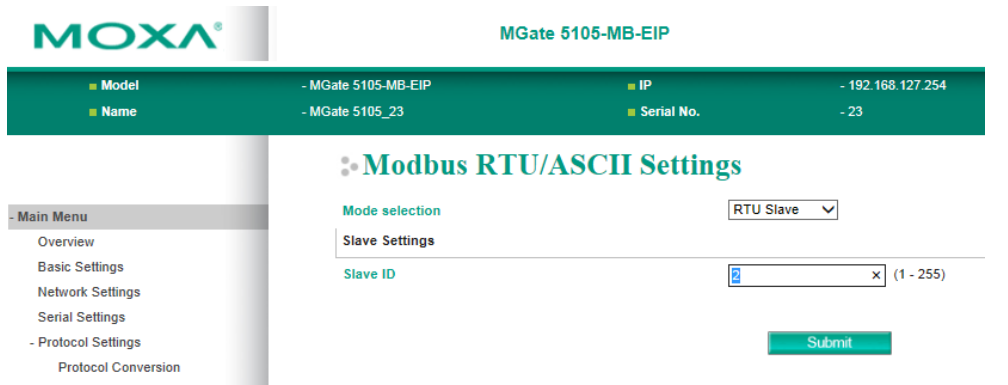 MOXA®
MGate 5105-MB-EIP
Model - MGate 5105-MB-EIP IP - 192.168.127.254
Name - MGate 5105_23 Serial No. - 23
Modbus RTU/ASCII Settings
Mode selection RTU Slave
Slave Settings
Slave ID 2 × (1 - 255)
Submit
- Main Menu
Overview
Basic Settings
Network Settings
Serial Settings
- Protocol Settings
Protocol Conversion